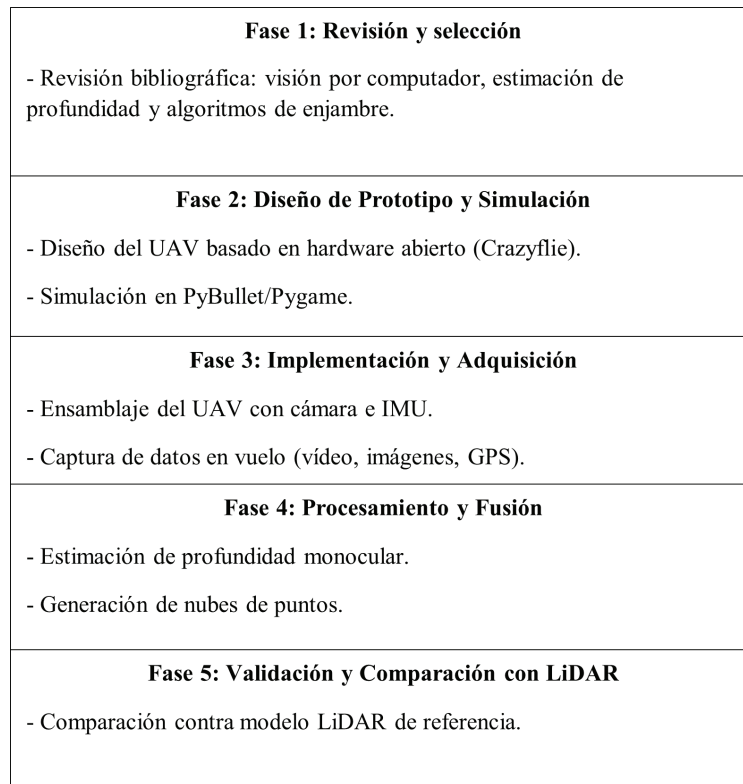 Fase 1: Revisión y selección
- Revisión bibliográfica: visión por computador, estimación de
profundidad y algoritmos de enjambre.
Fase 2: Diseño de Prototipo y Simulación
- Diseño del UAV basado en hardware abierto (Crazyflie).
- Simulación en PyBullet/Pygame.
Fase 3: Implementación y Adquisición
- Ensamblaje del UAV con cámara e IMU.
- Captura de datos en vuelo (vídeo, imágenes, GPS).
Fase 4: Procesamiento y Fusión
- Estimación de profundidad monocular.
- Generación de nubes de puntos.
Fase 5: Validación y Comparación con LiDAR
- Comparación contra modelo LiDAR de referencia.